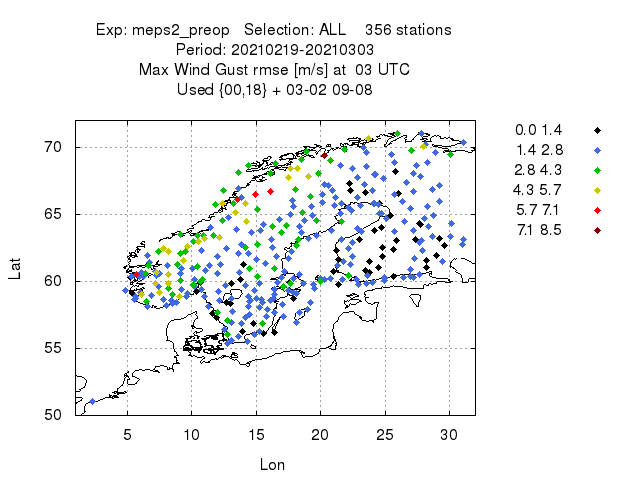 Exp: meps2_preop   Selection: ALL    356 stations
Period: 20210219-20210303
Max Wind Gust rmse [m/s] at  03 UTC
Used {00,18} + 03-02 09-08
0.0 1.4
1.4 2.8
2.8 4.3
4.3 5.7
5.7 7.1
7.1 8.5
70
65
60
55
50
Lat
5 10 15 20 25 30
Lon